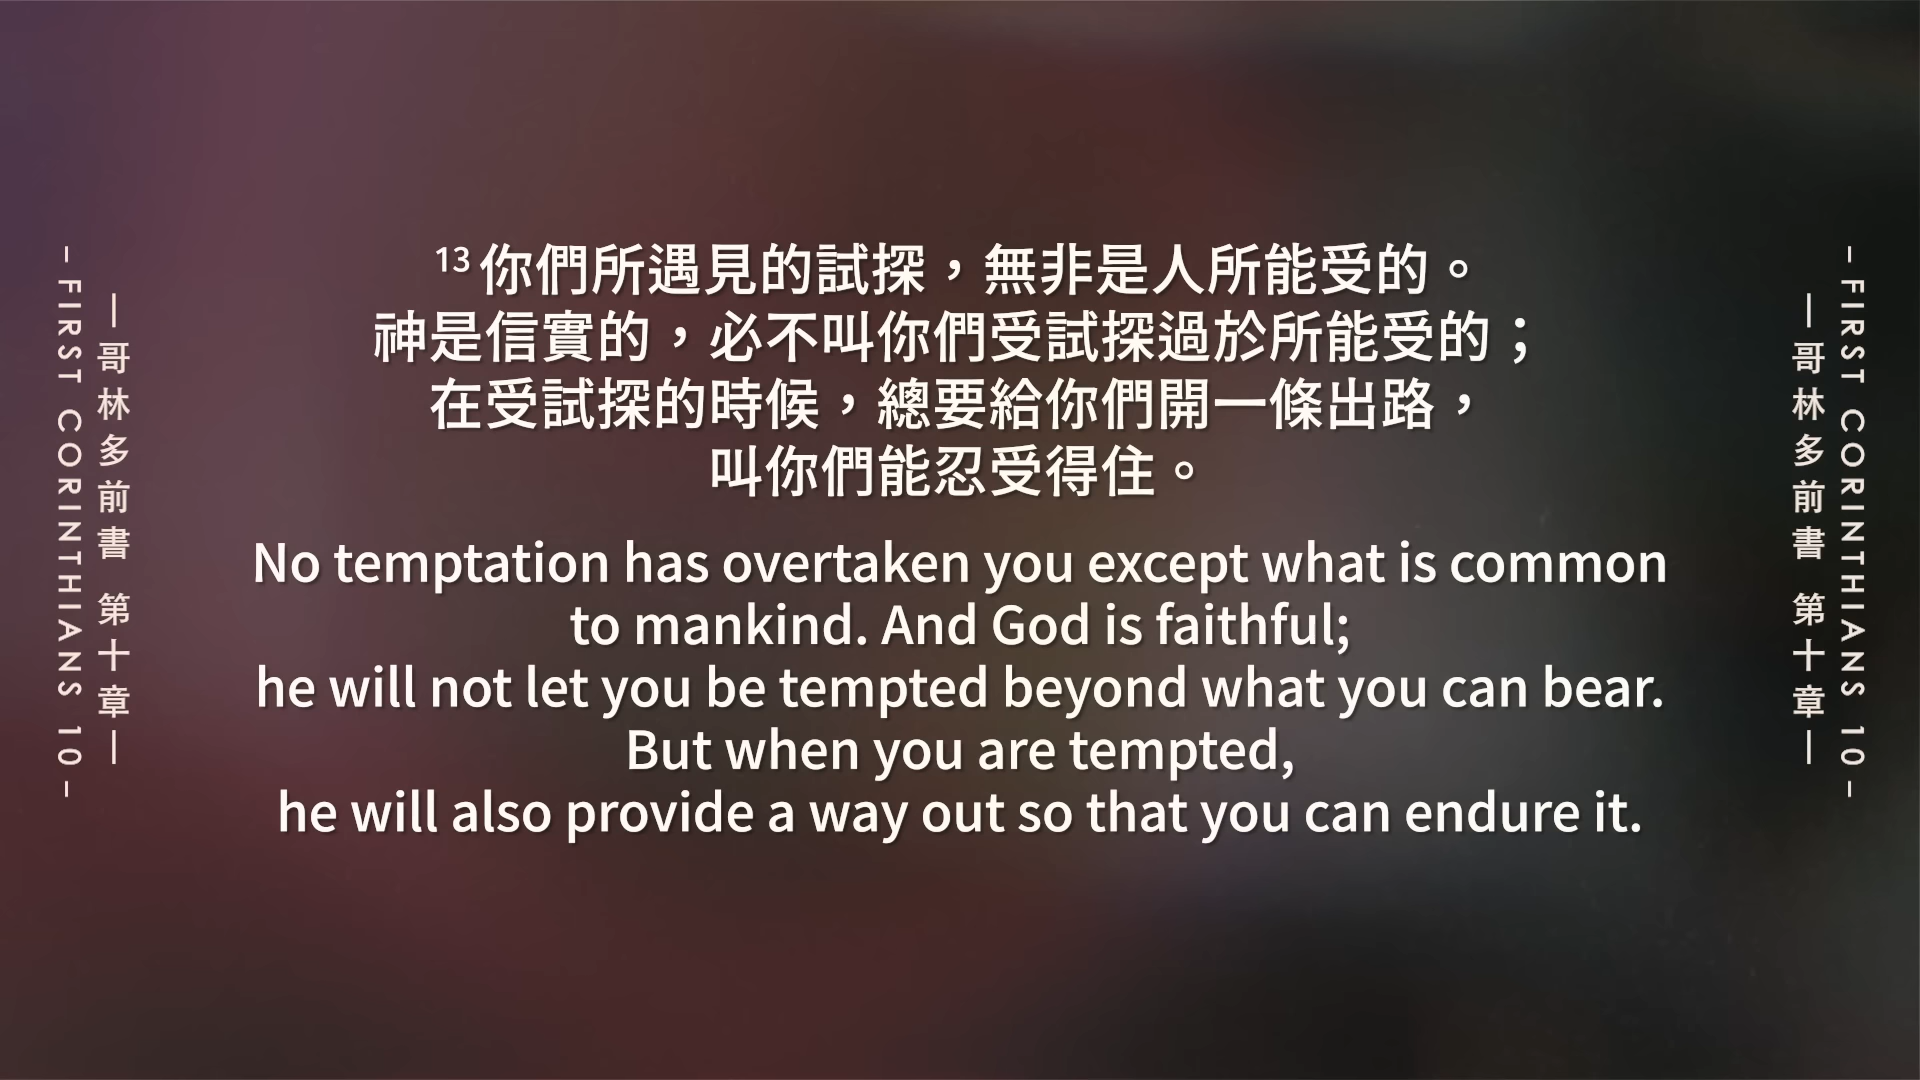 – FIRST CORINTHIANS 10 –
—哥林多前書 第十章—
13 你們所遇見的試探，無非是人所能受的。
神是信實的，必不叫你們受試探過於所能受的；
在受試探的時候，總要給你們開一條出路，
叫你們能忍受得住。
No temptation has overtaken you except what is common
to mankind. And God is faithful;
he will not let you be tempted beyond what you can bear.
But when you are tempted,
he will also provide a way out so that you can endure it.
—哥林多前書 第十章—
– FIRST CORINTHIANS 10 –